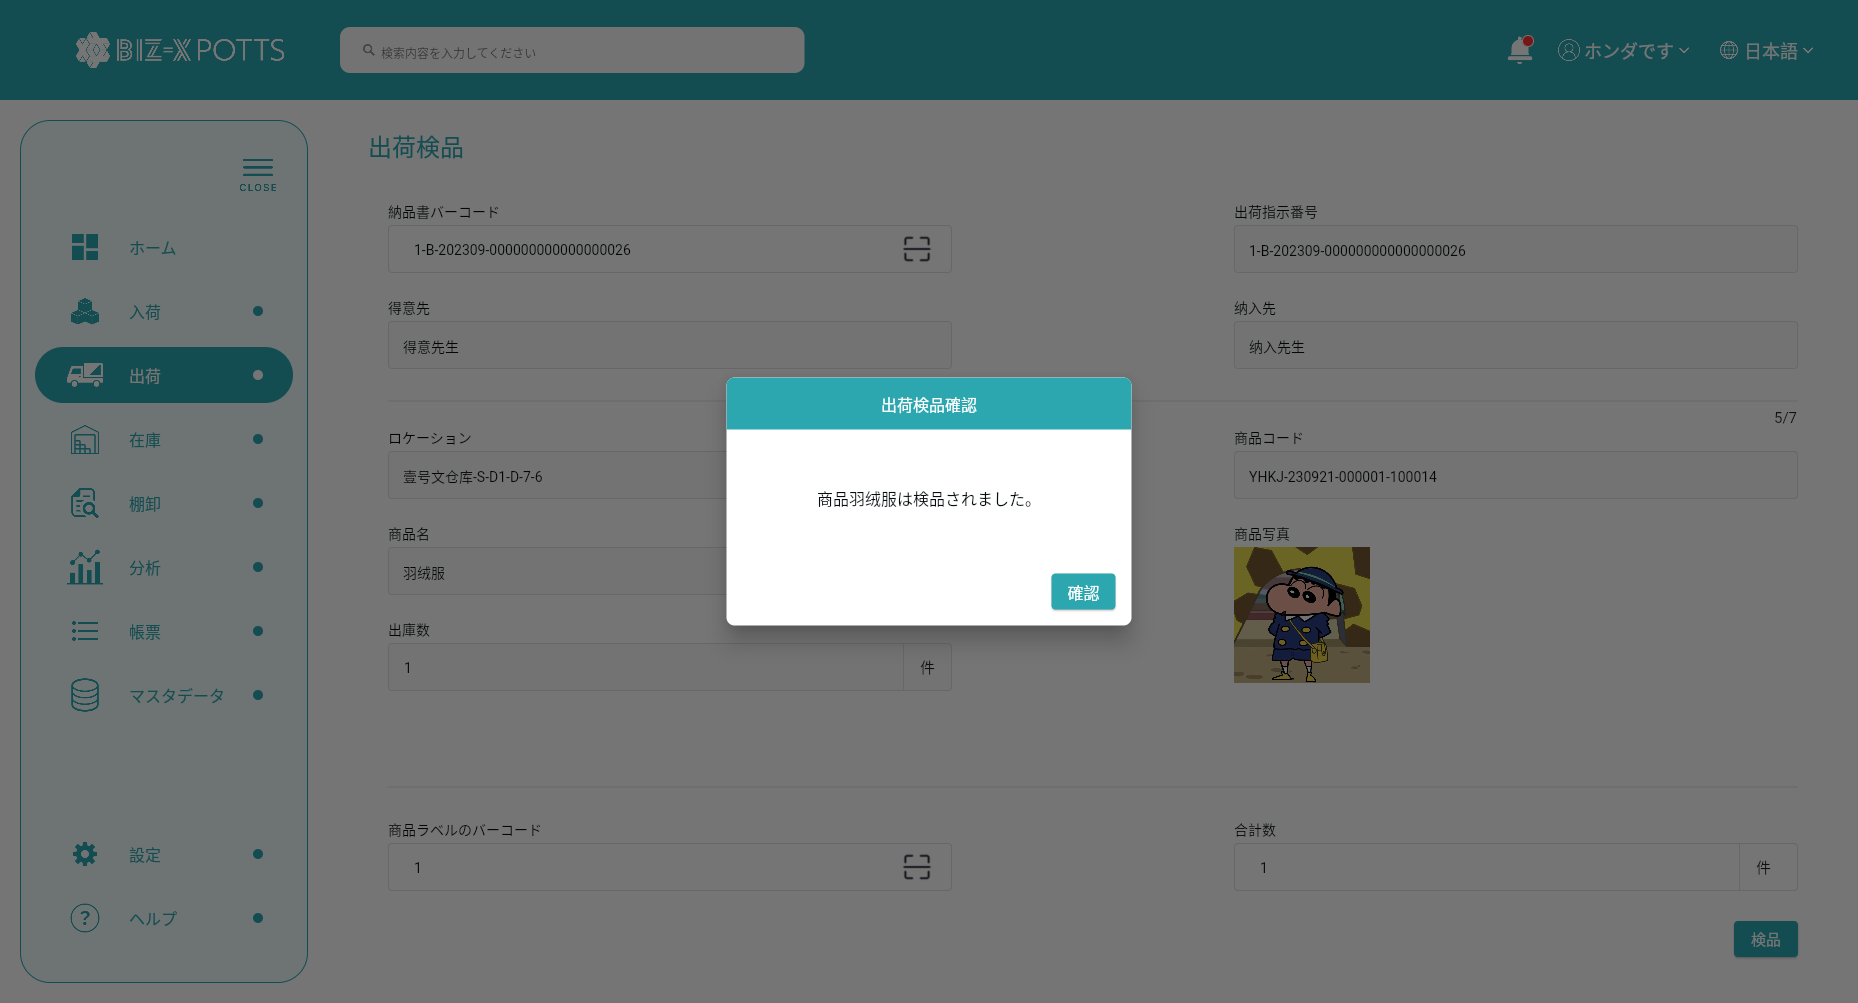 BIZ-X POTTS
検索内容を入力してください
ホンダです
日本語
CLOSE
ホーム
入荷
出荷
在庫
棚卸
分析
帳票
マスタデータ
設定
ヘルプ
出荷検品
納品書バーコード
1-B-202309-000000000000000026
出荷指示番号
1-B-202309-000000000000000026
得意先
得意先生
纳入先
纳入先生
5/7
ロケーション
壹号文仓库-S-D1-D-7-6
商品コード
YHKJ-230921-000001-100014
商品名
羽绒服
商品写真
出庫数
1
件
出荷検品確認
商品羽绒服は検品されました。
確認
商品ラベルのバーコード
1
合計数
1
件
検品